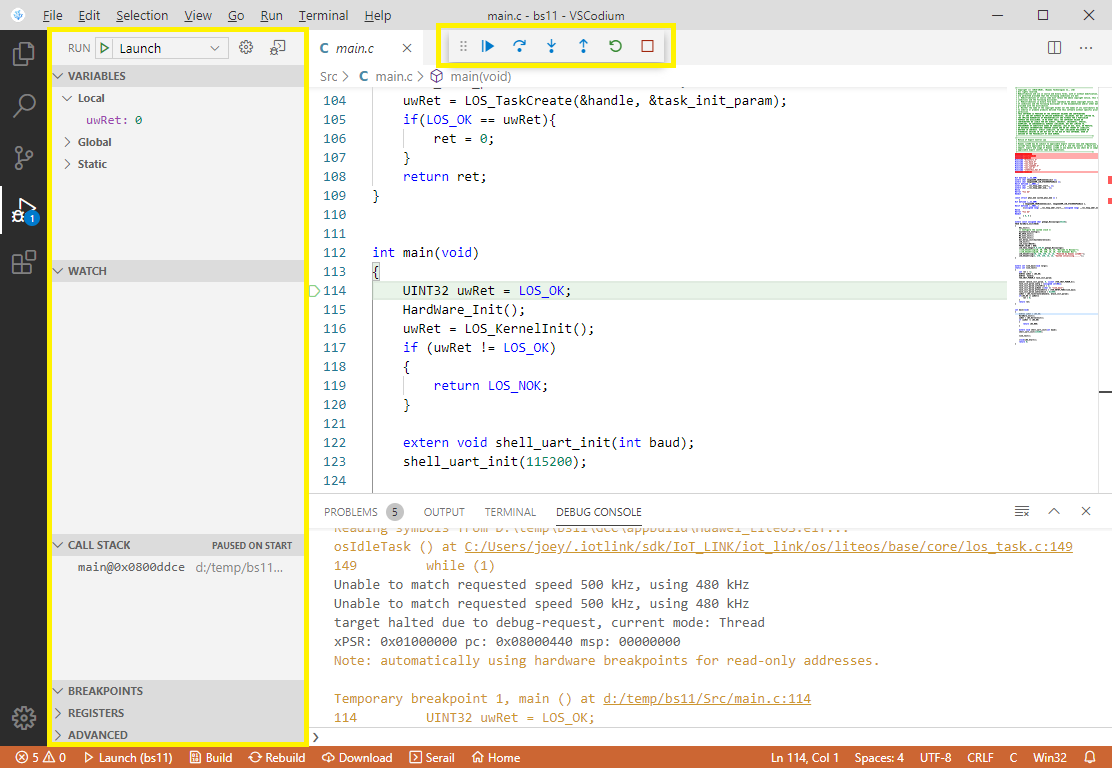 File Edit Selection View Go Run Terminal Help main.c - bs11 - VSCodium
RUN Launch
VARIABLES
Local
uwRet: 0
Global
Static
WATCH
CALL STACK PAUSED ON START
main@0x0800ddce d:/temp/bs11...
BREAKPOINTS
REGISTERS
ADVANCED
1
C main.c
Src > C main.c > main(void)
104 uwRet = LOS_TaskCreate(&handle, &task_init_param);
105 if(LOS_OK == uwRet){
106 ret = 0;
107 }
108 return ret;
109 }
110
111
112 int main(void)
113 {
114 UINT32 uwRet = LOS_OK;
115 HardWare_Init();
116 uwRet = LOS_KernelInit();
117 if (uwRet != LOS_OK)
118 {
119 return LOS_NOK;
120 }
121
122 extern void shell_uart_init(int baud);
123 shell_uart_init(115200);
124
PROBLEMS 5 OUTPUT TERMINAL DEBUG CONSOLE
Reading symbols from D:\temp\bs11\GCC\appbuild\Huawei_LiteOS.elf...
osIdleTask () at C:/Users/joey/.iotlink/sdk/IoT_LINK/iot_link/os/liteos/base/core/los_task.c:149
149 while (1)
Unable to match requested speed 500 kHz, using 480 kHz
Unable to match requested speed 500 kHz, using 480 kHz
target halted due to debug-request, current mode: Thread
xPSR: 0x01000000 pc: 0x08000440 msp: 00000000
Note: automatically using hardware breakpoints for read-only addresses.
Temporary breakpoint 1, main () at d:/temp/bs11/Src/main.c:114
114 UINT32 uwRet = LOS_OK;
>
5 0 Launch (bs11) Build Rebuild Download Serail Home Ln 114, Col 1 Spaces: 4 UTF-8 CRLF C Win32